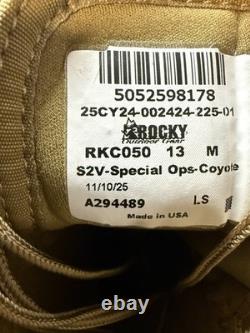 5052598178
25CY24-002424-225-01
ROCKY
Outdoor Gear
RKC050 13 M
S2V-Special Ops-Coyote
11/10/25
A294489 LS
Made in USA
ebay